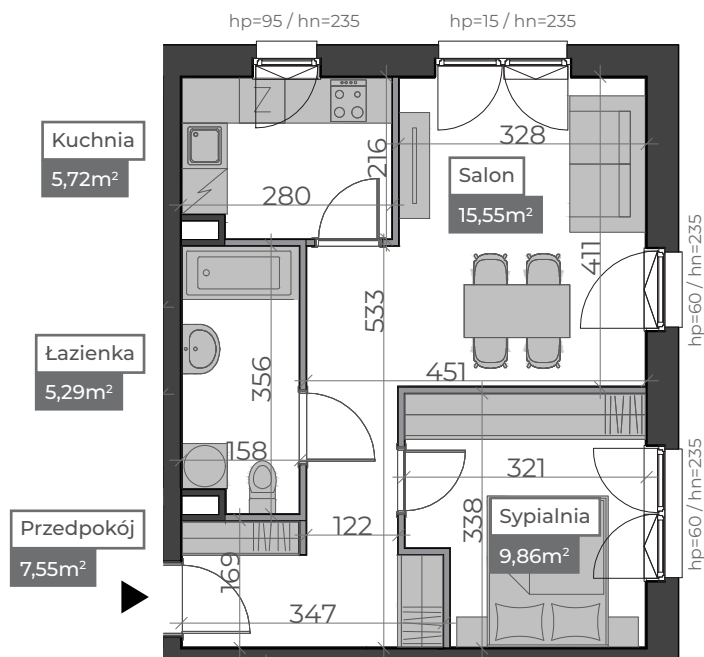 hp=95 / hn=235
hp=15 / hn=235
Kuchnia
5,72m²
280
216
328
Salon
15,55m²
411
hp=60 / hn=235
533
Łazienka
5,29m²
356
451
158
321
hp=60 / hn=235
Przedpokój
7,55m²
122
338
Sypialnia
9,86m²
169
347